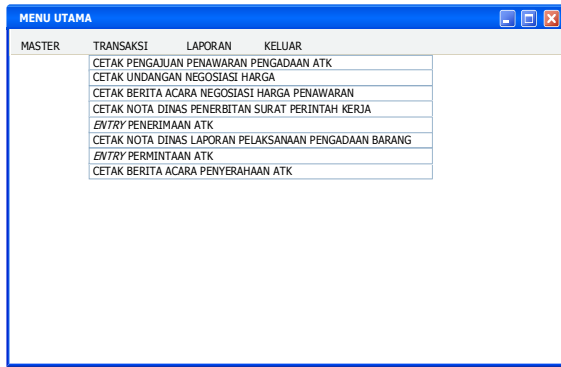 MENU UTAMA
MASTER TRANSAKSI LAPORAN KELUAR
CETAK PENGAJUAN PENAWARAN PENGADAAN ATK
CETAK UNDANGAN NEGOSIASI HARGA
CETAK BERITA ACARA NEGOSIASI HARGA PENAWARAN
CETAK NOTA DINAS PENERBITAN SURAT PERINTAH KERJA
ENTRY PENERIMAAN ATK
CETAK NOTA DINAS LAPORAN PELAKSANAAN PENGADAAN BARANG
ENTRY PERMINTAAN ATK
CETAK BERITA ACARA PENYERAHAAN ATK